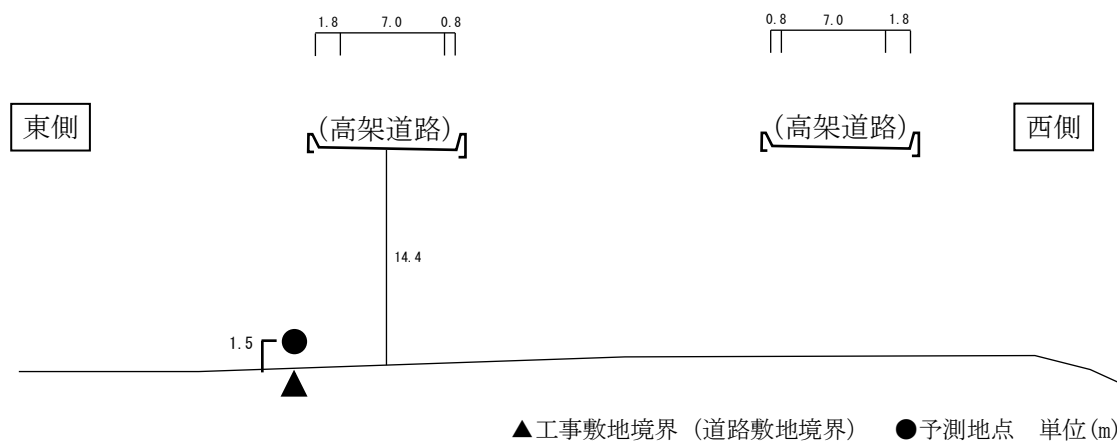 1.8 7.0 0.8 0.8 7.0 1.8
東側 (高架道路) (高架道路) 西側
14.4
1.5
▲工事敷地境界(道路敷地境界) ●予測地点 単位(m)